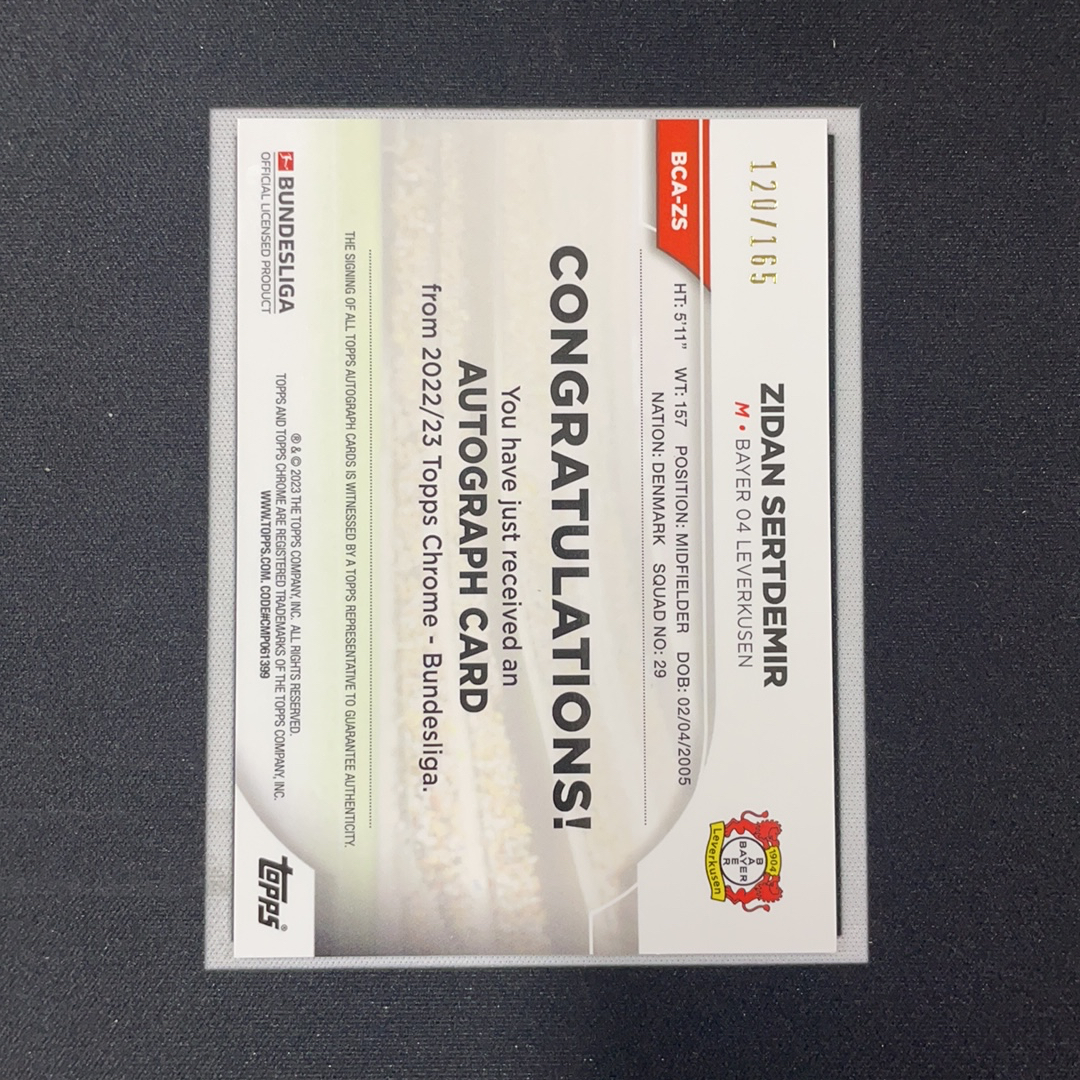 120/165
ZIDAN SERTDEMIR
M • BAYER 04 LEVERKUSEN
1904
BAYER
BAYER
Leverkusen
BCA-ZS
HT: 5'11" WT: 157 POSITION: MIDFIELDER DOB: 02/04/2005
NATION: DENMARK SQUAD NO: 29
CONGRATULATIONS!
You have just received an
AUTOGRAPH CARD
from 2022/23 Topps Chrome - Bundesliga.
THE SIGNING OF ALL TOPPS AUTOGRAPH CARDS IS WITNESSED BY A TOPPS REPRESENTATIVE TO GUARANTEE AUTHENTICITY.
BUNDESLIGA
OFFICIAL LICENSED PRODUCT
® & © 2023 THE TOPPS COMPANY, INC. ALL RIGHTS RESERVED.
TOPPS AND TOPPS CHROME ARE REGISTERED TRADEMARKS OF THE TOPPS COMPANY, INC.
WWW.TOPPS.COM. CODE#CMP061399
topps®